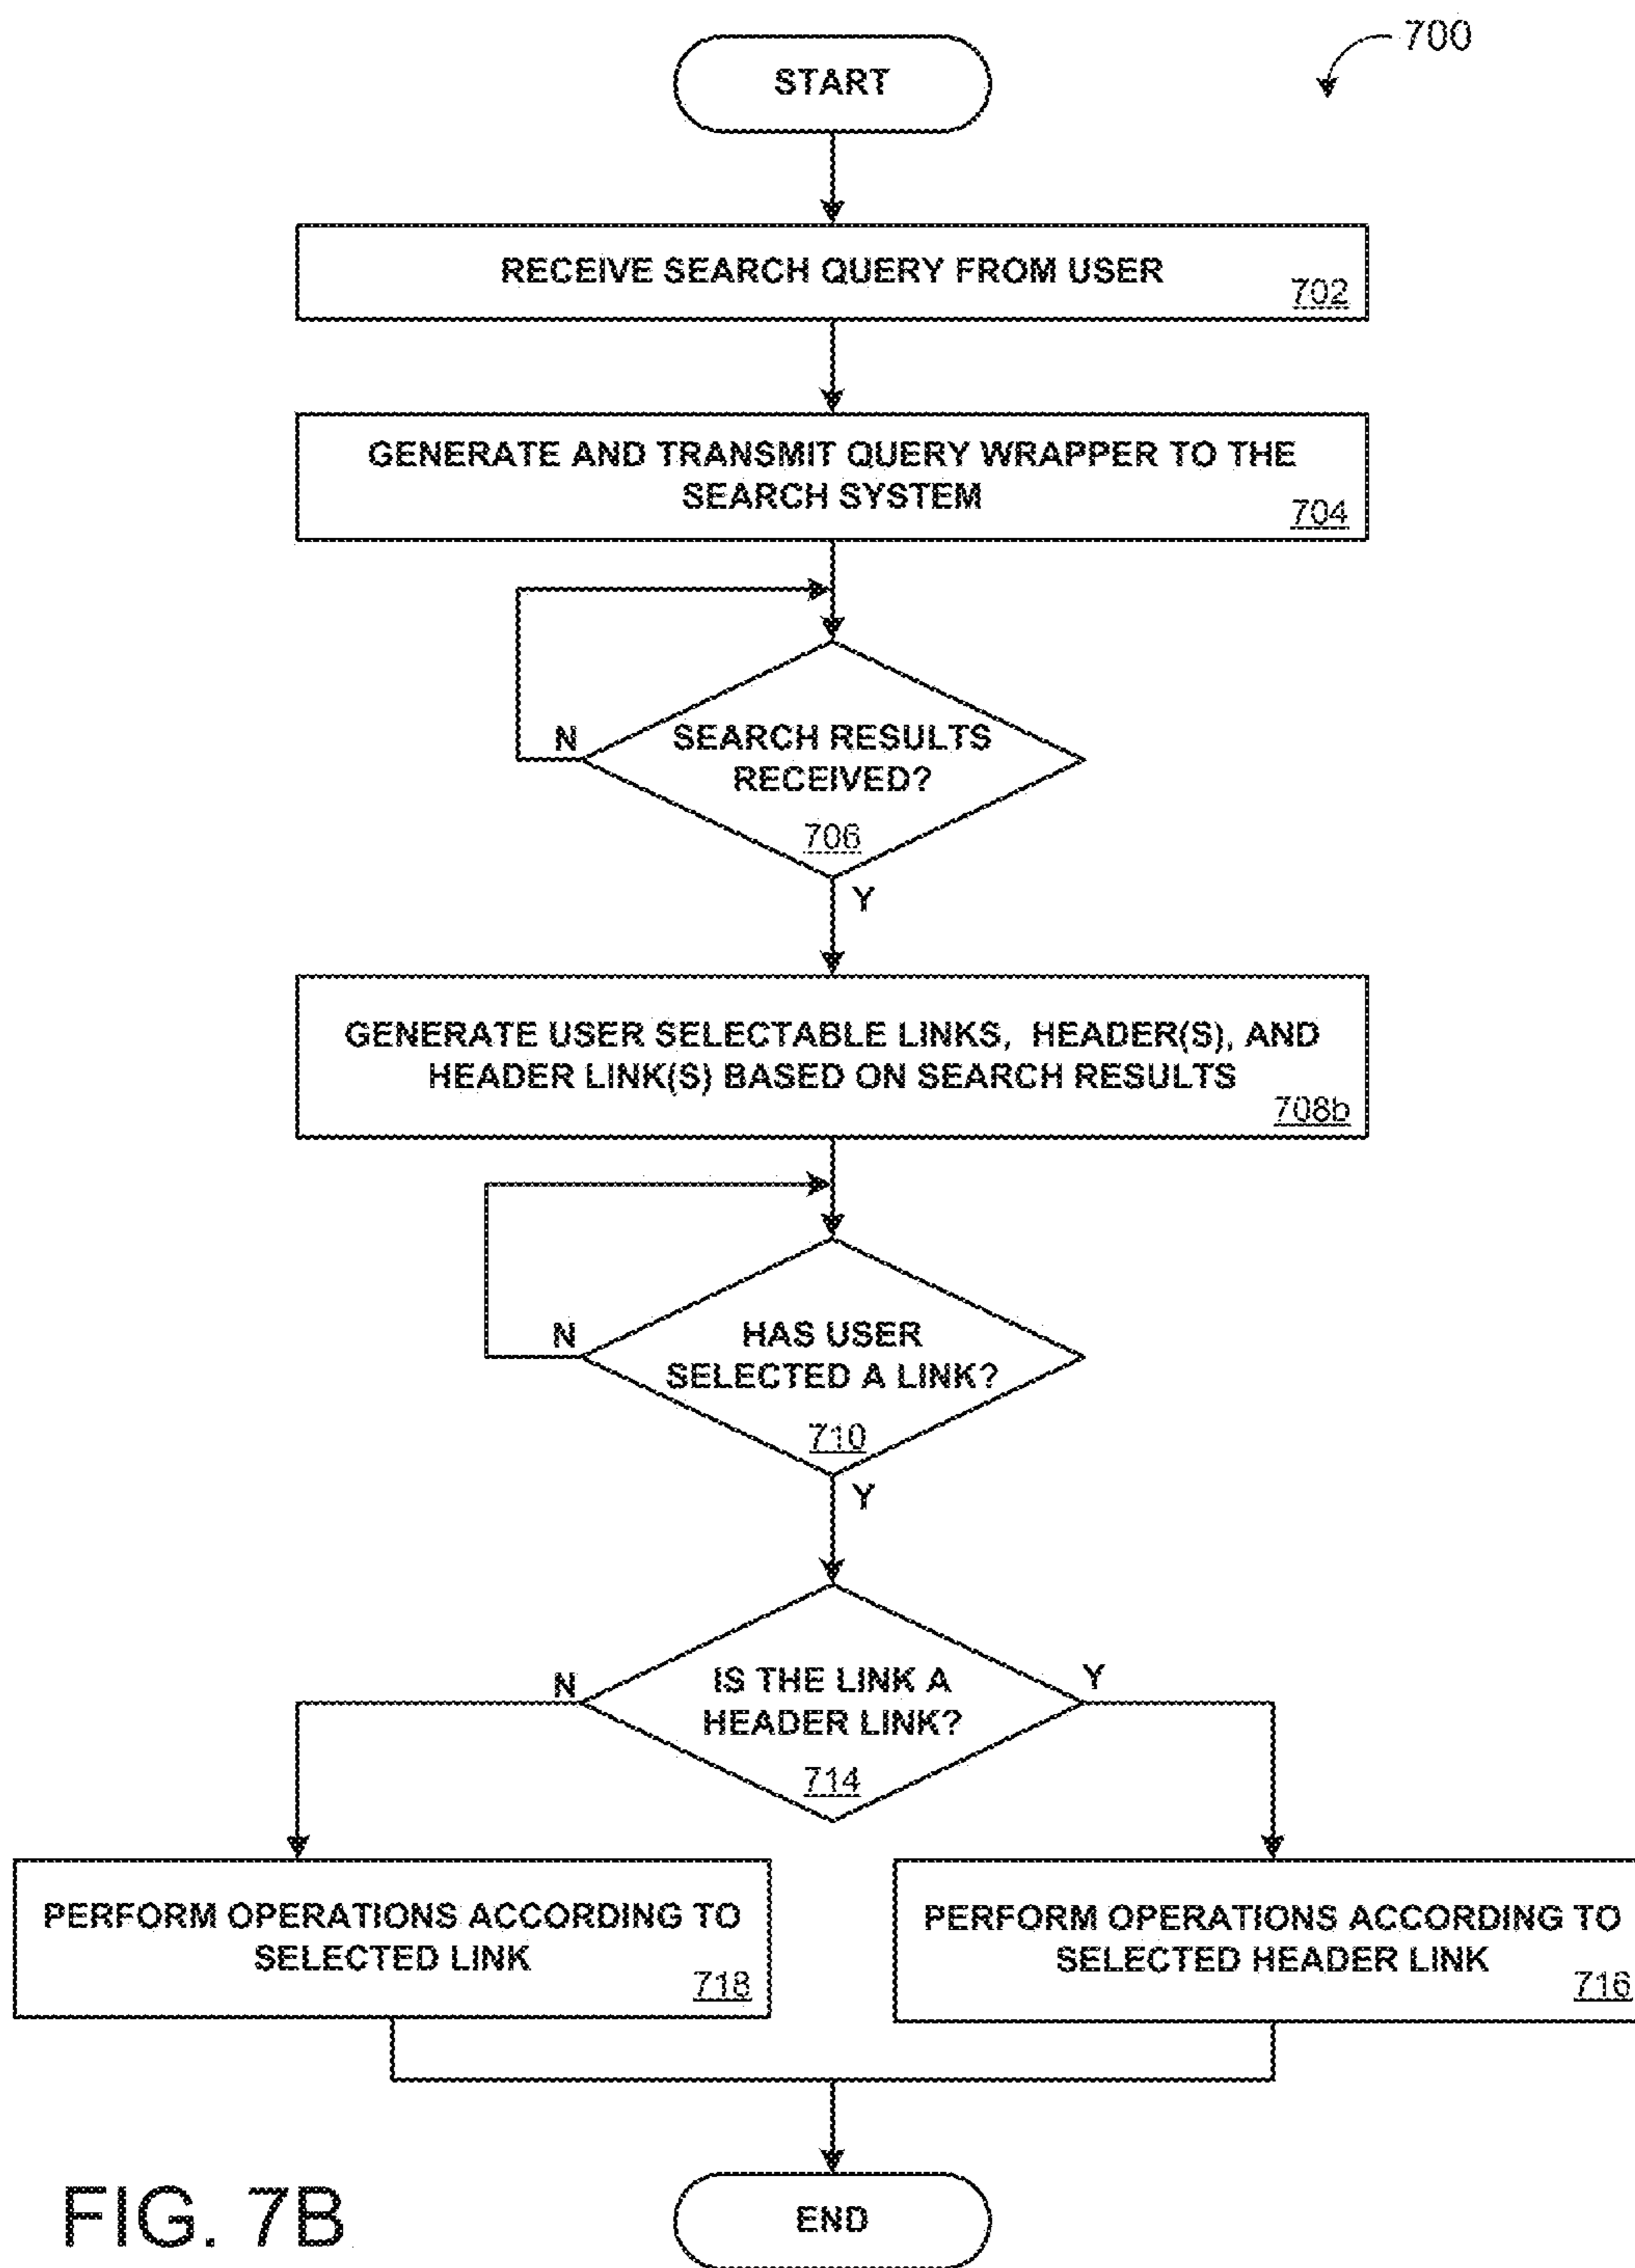 700
START
RECEIVE SEARCH QUERY FROM USER
702
GENERATE AND TRANSMIT QUERY WRAPPER TO THE
SEARCH SYSTEM
704
N
SEARCH RESULTS
RECEIVED?
706
Y
GENERATE USER SELECTABLE LINKS, HEADER(S), AND
HEADER LINK(S) BASED ON SEARCH RESULTS
708b
N
HAS USER
SELECTED A LINK?
710
Y
N
IS THE LINK A
HEADER LINK?
714
Y
PERFORM OPERATIONS ACCORDING TO
SELECTED LINK
718
PERFORM OPERATIONS ACCORDING TO
SELECTED HEADER LINK
716
FIG. 7B
END